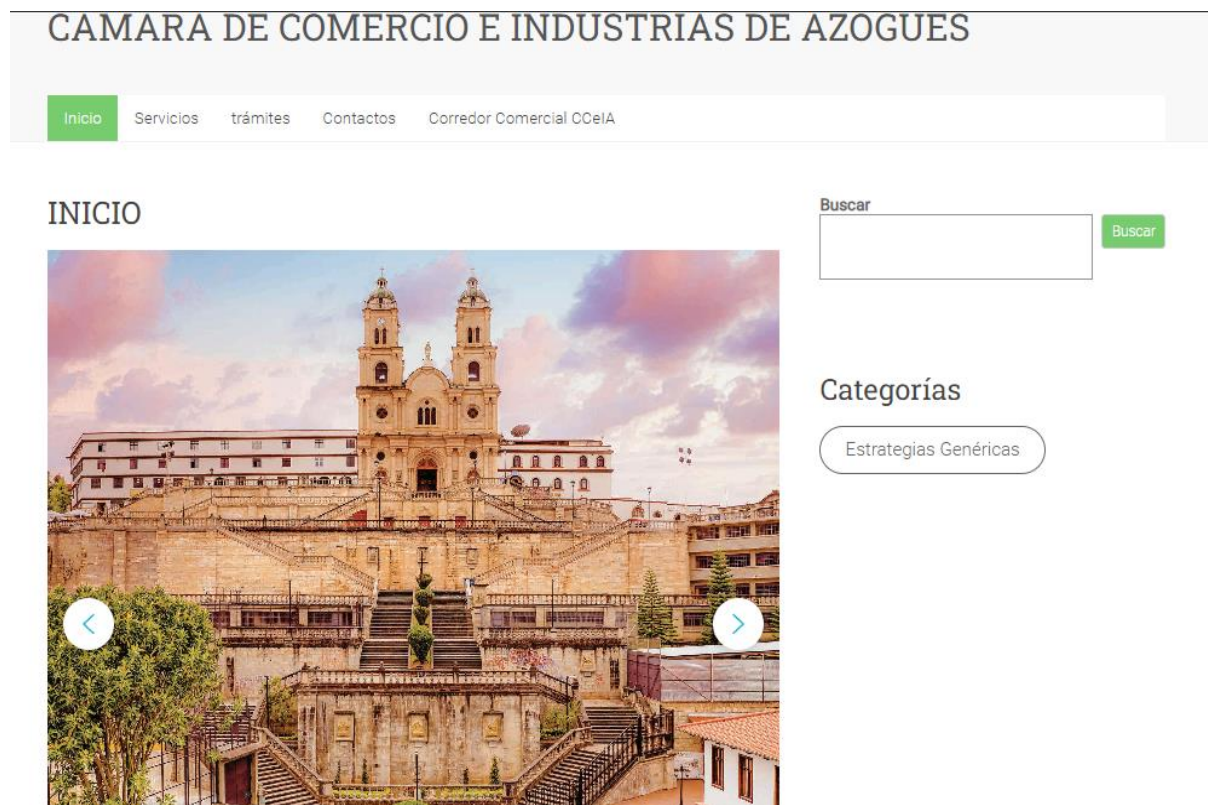 CAMARA DE COMERCIO E INDUSTRIAS DE AZOGUES
Inicio Servicios trámites Contactos Corredor Comercial CCeIA
INICIO
Buscar
Buscar
Categorías
Estrategias Genéricas